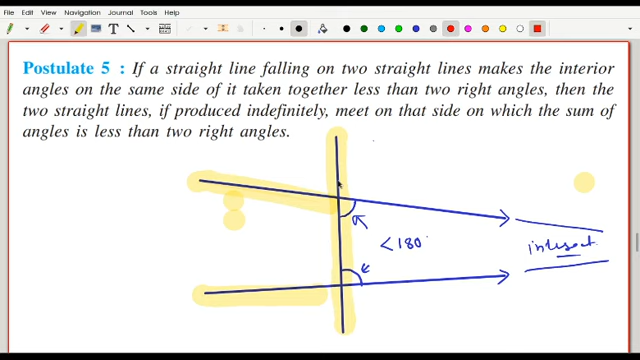 File Edit View Navigation Journal Tools Help
Postulate 5 : If a straight line falling on two straight lines makes the interior
angles on the same side of it taken together less than two right angles, then
the two straight lines, if produced indefinitely, meet on that side on which the sum
of angles is less than two right angles.
< 180
intersect